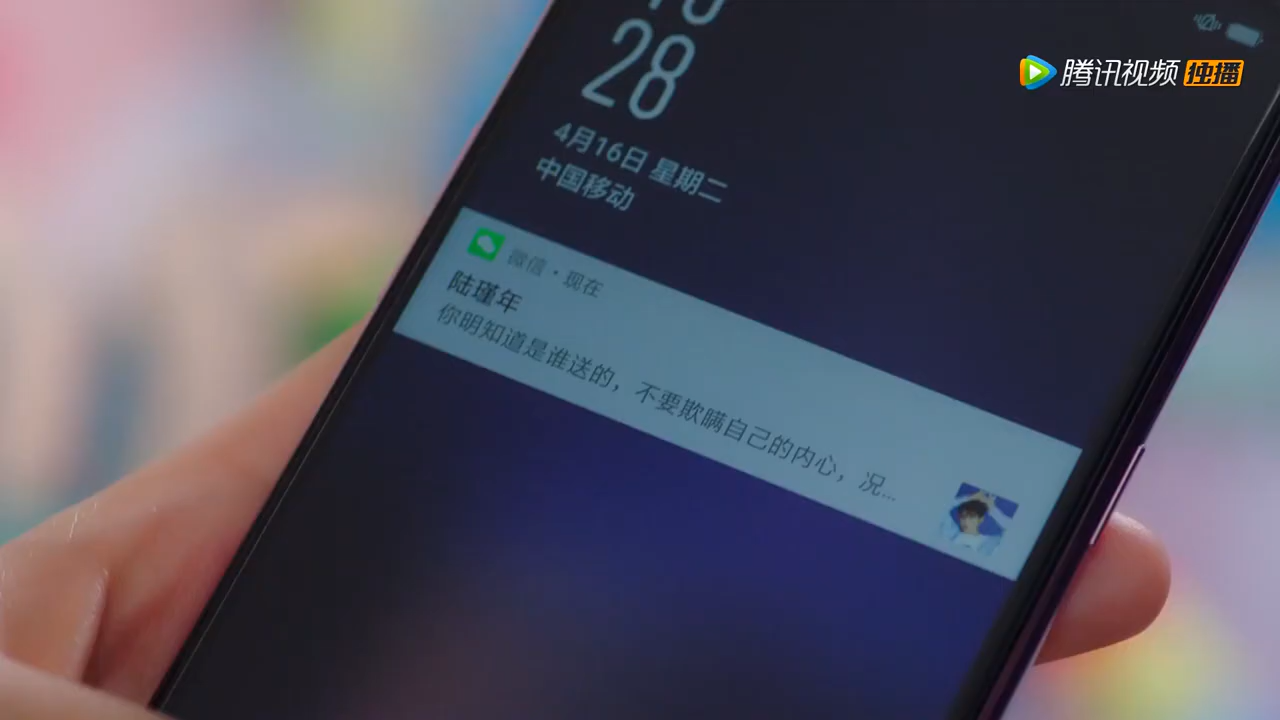 腾讯视频 独播
28
4月16日 星期二
中国移动
微信·现在
陆瑾年
你明知道是谁送的，不要欺瞒自己的内心，况...